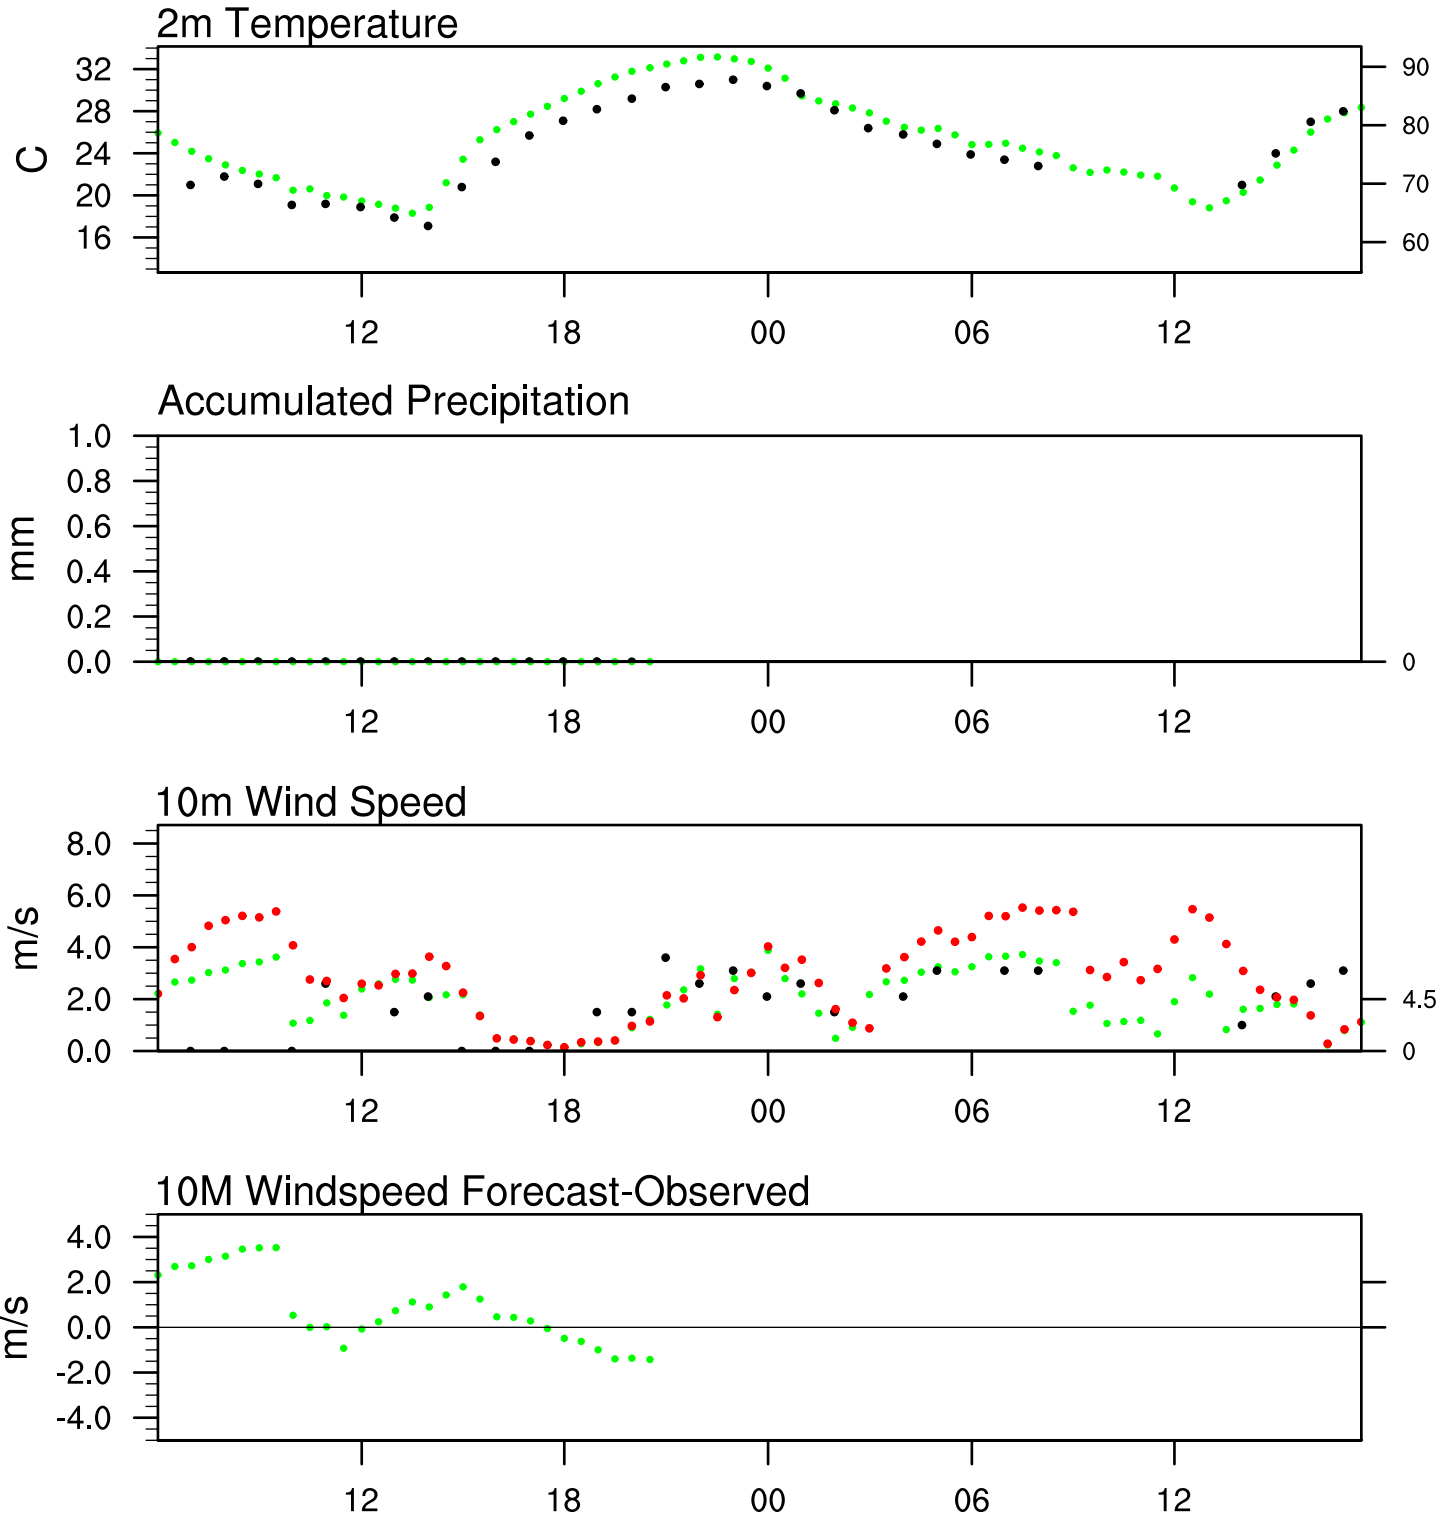 2m Temperature
32
28
24
20
16
C
90
80
70
60
12 18 00 06 12
Accumulated Precipitation
1.0
0.8
0.6
0.4
0.2
0.0
mm
0
12 18 00 06 12
10m Wind Speed
8.0
6.0
4.0
2.0
0.0
m/s
4.5
0
12 18 00 06 12
10M Windspeed Forecast-Observed
4.0
2.0
0.0
-2.0
-4.0
m/s
12 18 00 06 12